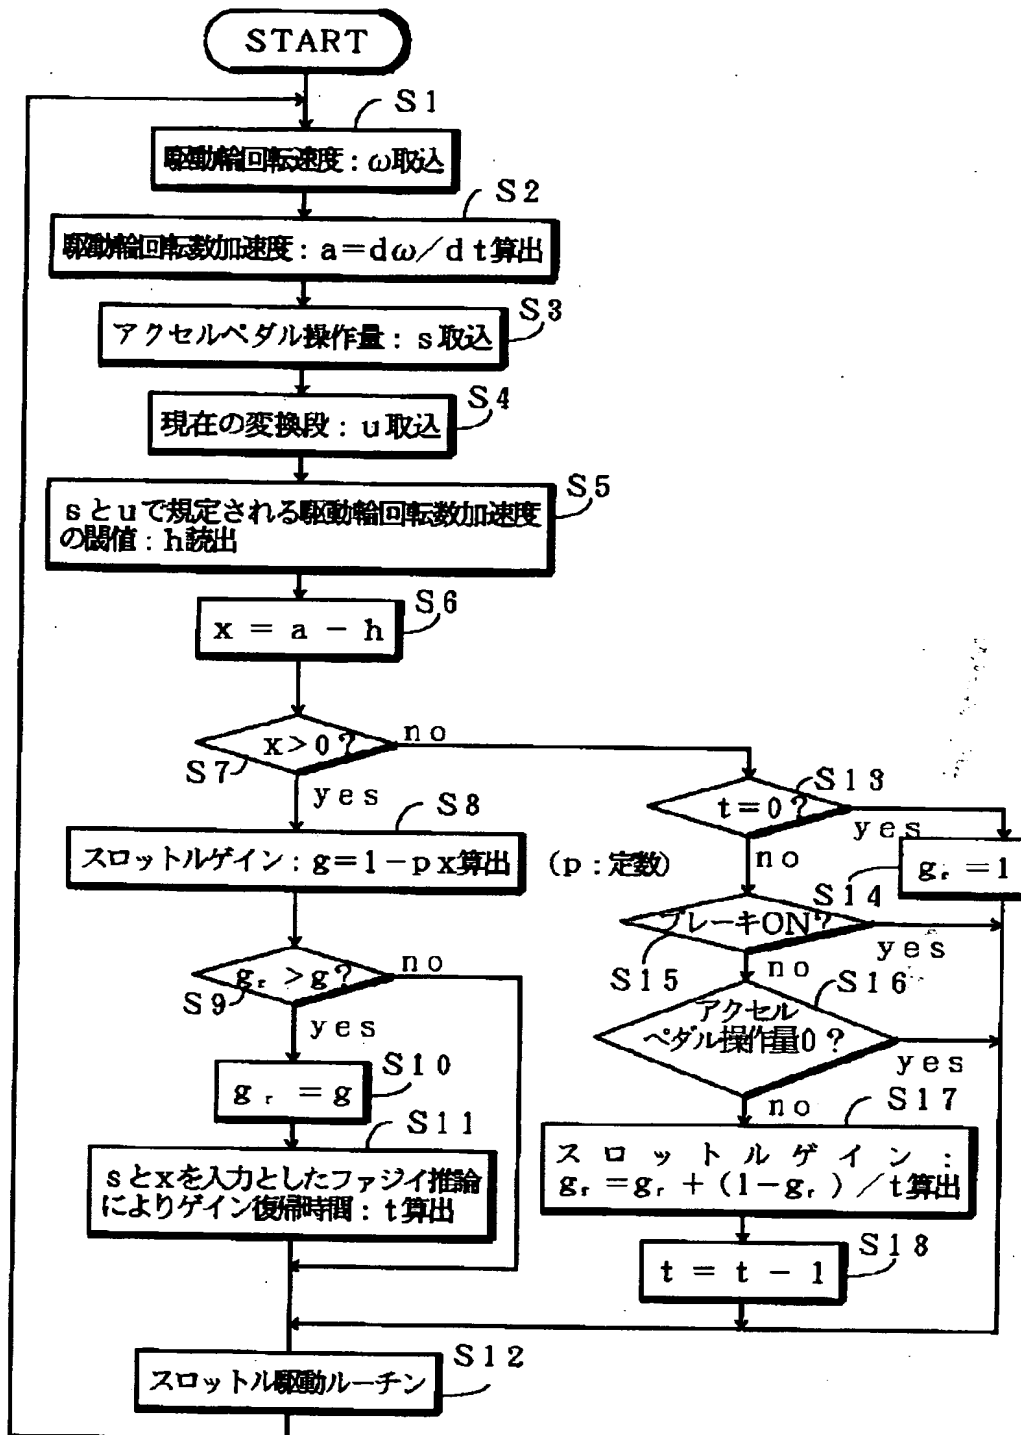 START
S1
駆動輪回転速度：ω取込
S2
駆動輪回転数加速度：a＝dω／dt算出
S3
アクセルペダル操作量：s取込
S4
現在の変換段：u取込
S5
sとuで規定される駆動輪回転数加速度
の閾値：h読出
S6
x = a - h
x>0?
no
S7
yes
S13
t=0?
yes
no
S8
スロットルゲイン：g=1-px算出
(p：定数)
S14
gr =1
ブレーキON?
yes
S15
no
gr >g?
no
S9
yes
S16
アクセル
ペダル操作量0？
yes
no
S10
gr = g
S11
sとxを入力としたファジイ推論
によりゲイン復帰時間：t算出
S17
スロットルゲイン：
gr =gr + (1-gr )／t算出
S18
t = t - 1
S12
スロットル駆動ルーチン